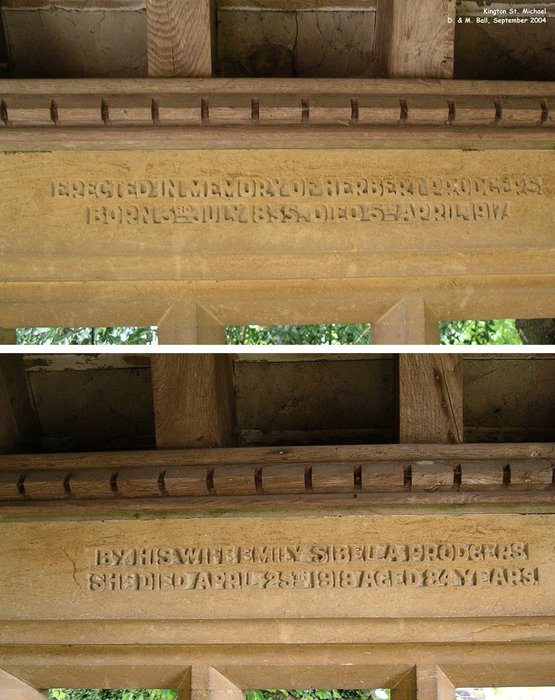 Kington St. Michael
D. & M. Ball, September 2004
ERECTED IN MEMORY OF HERBERT PRODGERS.
BORN 5TH JULY 1835. DIED 5TH APRIL, 1917.
BY HIS WIFE EMILY SIBELLA PRODGERS.
SHE DIED APRIL 25TH 1918 AGED 84 YEARS.